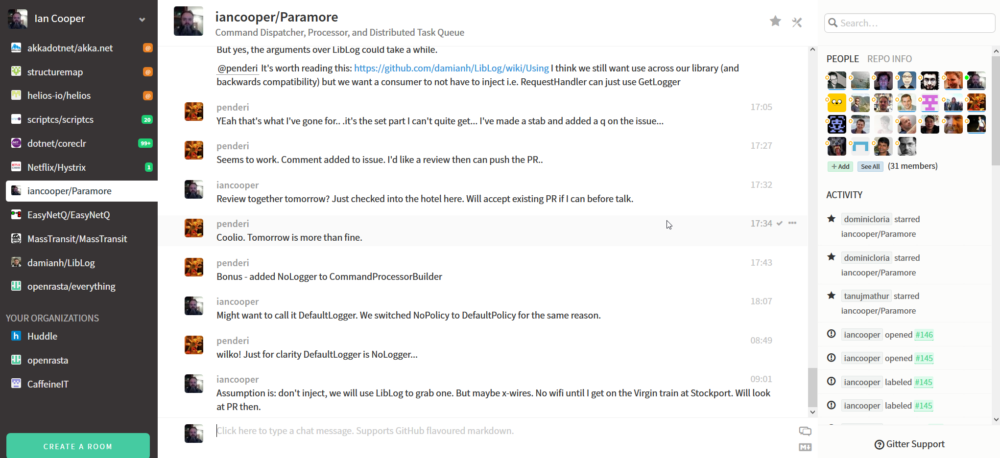 Ian Cooper
akkadotnet/akka.net @
structuremap @
helios-io/helios @
scriptcs/scriptcs 20
dotnet/coreclr 99+
Netflix/Hystrix 1
iancooper/Paramore
EasyNetQ/EasyNetQ
MassTransit/MassTransit
damianh/LibLog
openrasta/everything
YOUR ORGANIZATIONS
h Huddle
openrasta
CaffeineIT
CREATE A ROOM
iancooper/Paramore
Command Dispatcher, Processor, and Distributed Task Queue
But yes, the arguments over LibLog could take a while.
@penderi It's worth reading this: https://github.com/damianh/LibLog/wiki/Using I think we still want use across our library (and
backwards compatibility) but we want a consumer to not have to inject i.e. RequestHandler can just use GetLogger
penderi 17:05
YEah that's what I've gone for.. .it's the set part I can't quite get... I've made a stab and added a q on the issue...
penderi 17:27
Seems to work. Comment added to issue. I'd like a review then can push the PR..
iancooper 17:32
Review together tomorrow? Just checked into the hotel here. Will accept existing PR if I can before talk.
penderi 17:34
Coolio. Tomorrow is more than fine.
penderi 17:43
Bonus - added NoLogger to CommandProcessorBuilder
iancooper 18:07
Might want to call it DefaultLogger. We switched NoPolicy to DefaultPolicy for the same reason.
penderi 08:49
wilko! Just for clarity DefaultLogger is NoLogger...
iancooper 09:01
Assumption is: don't inject, we will use LibLog to grab one. But maybe x-wires. No wifi until I get on the Virgin train at Stockport. Will look
at PR then.
Click here to type a chat message. Supports GitHub flavoured markdown.
Search...
PEOPLE REPO INFO
+ Add See All (31 members)
ACTIVITY
dominicloria starred
iancooper/Paramore
dominicloria starred
iancooper/Paramore
tanujmathur starred
iancooper/Paramore
iancooper opened #146
iancooper opened #145
iancooper labeled #145
iancooper labeled #145
Gitter Support